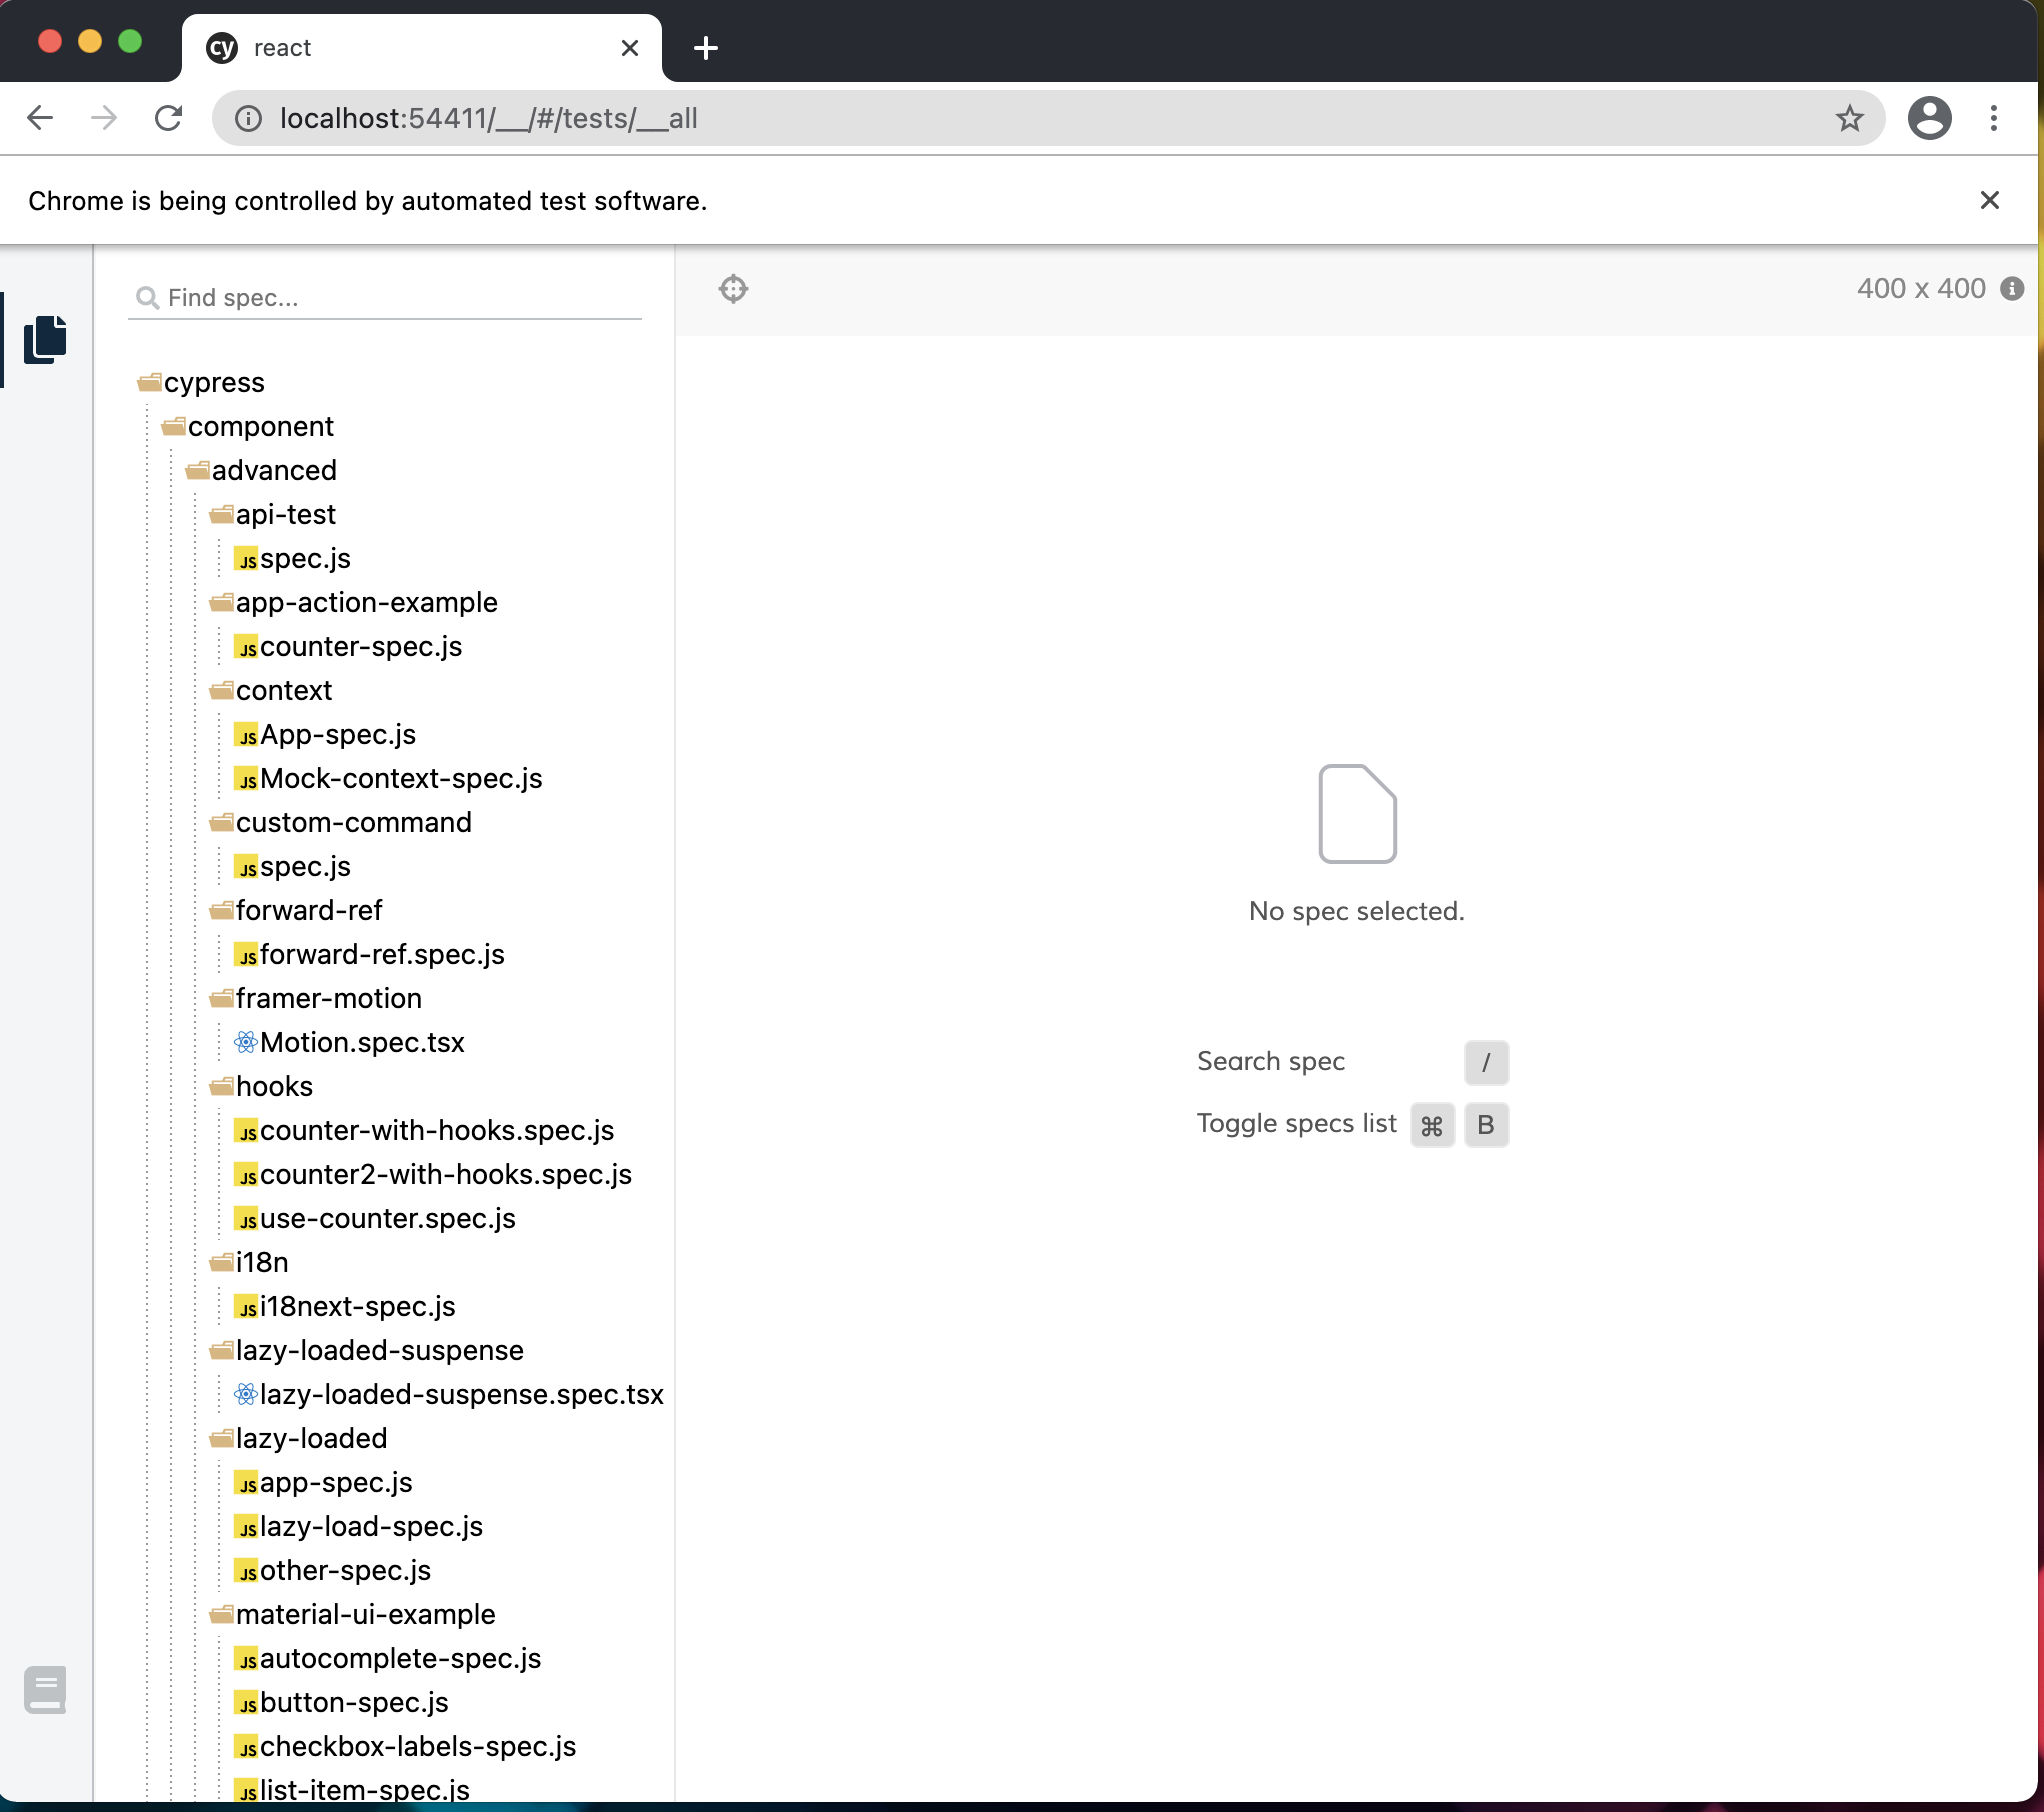 cy react
localhost:54411/__/#/tests/__all
Chrome is being controlled by automated test software.
Find spec...
400 x 400
cypress
component
advanced
api-test
JS spec.js
app-action-example
JS counter-spec.js
context
JS App-spec.js
JS Mock-context-spec.js
custom-command
JS spec.js
forward-ref
JS forward-ref.spec.js
framer-motion
Motion.spec.tsx
hooks
JS counter-with-hooks.spec.js
JS counter2-with-hooks.spec.js
JS use-counter.spec.js
i18n
JS i18next-spec.js
lazy-loaded-suspense
lazy-loaded-suspense.spec.tsx
lazy-loaded
JS app-spec.js
JS lazy-load-spec.js
JS other-spec.js
material-ui-example
JS autocomplete-spec.js
JS button-spec.js
JS checkbox-labels-spec.js
JS list-item-spec.js
No spec selected.
Search spec /
Toggle specs list ⌘ B